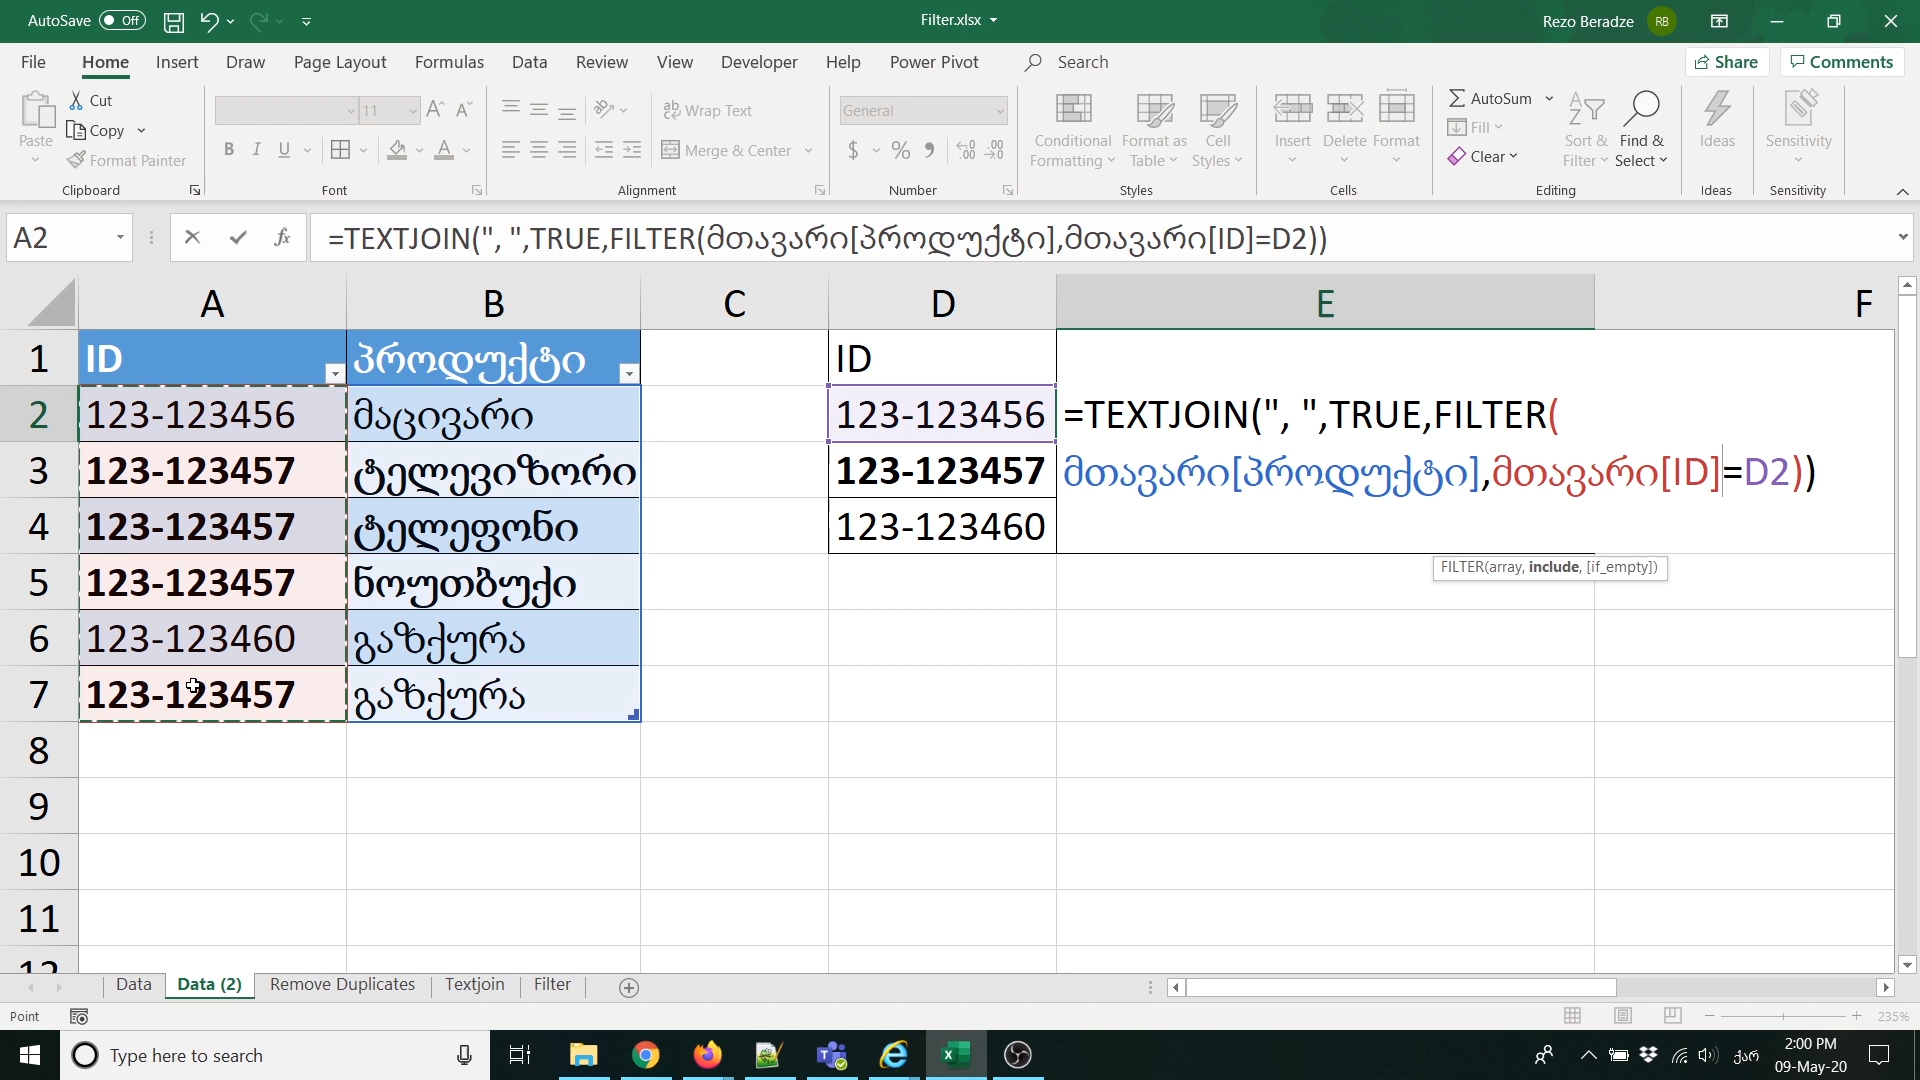 AutoSave Off Filter.xlsx Rezo Beradze RB
File Home Insert Draw Page Layout Formulas Data Review View Developer Help Power Pivot Search Share Comments
Paste Cut Copy Format Painter Clipboard
11 B I U A Font
ab Wrap Text Merge & Center Alignment
General $ % Number
Conditional Formatting Format as Table Cell Styles Styles
Insert Delete Format Cells
AutoSum Fill Clear Sort & Filter Find & Select Editing
Ideas Ideas
Sensitivity Sensitivity
A2 fx =TEXTJOIN(", ",TRUE,FILTER(მთავარი[პროდუქტი],მთავარი[ID]=D2))
A B C D E F
1 ID პროდუქტი ID
2 123-123456 მაცივარი 123-123456 =TEXTJOIN(", ",TRUE,FILTER(
3 123-123457 ტელევიზორი 123-123457 მთავარი[პროდუქტი],მთავარი[ID]=D2))
4 123-123457 ტელეფონი 123-123460
FILTER(array, include, [if_empty])
5 123-123457 ნოუთბუქი
6 123-123460 გაზქურა
7 123-123457 გაზქურა
8
9
10
11
12
Data Data (2) Remove Duplicates Textjoin Filter
Point 235%
Type here to search ქარ 2:00 PM
09-May-20